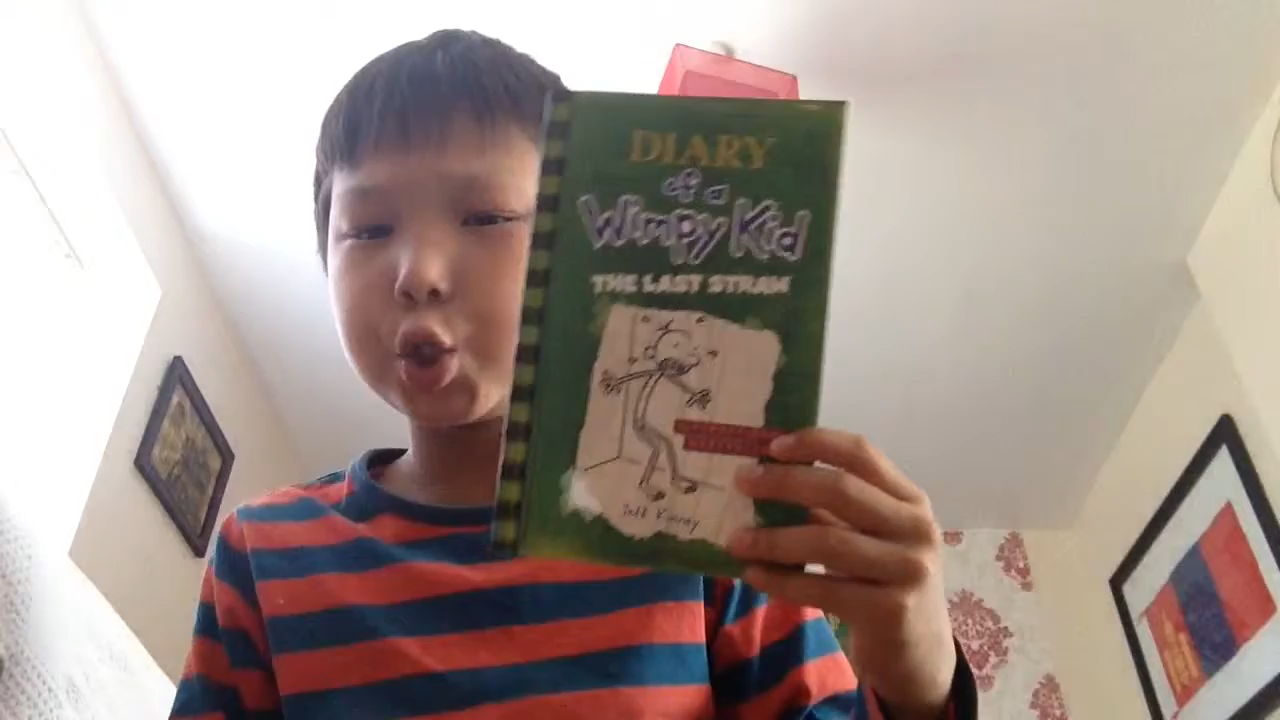 DIARY
of a
Wimpy Kid
THE LAST STRAW
Jeff Kinney